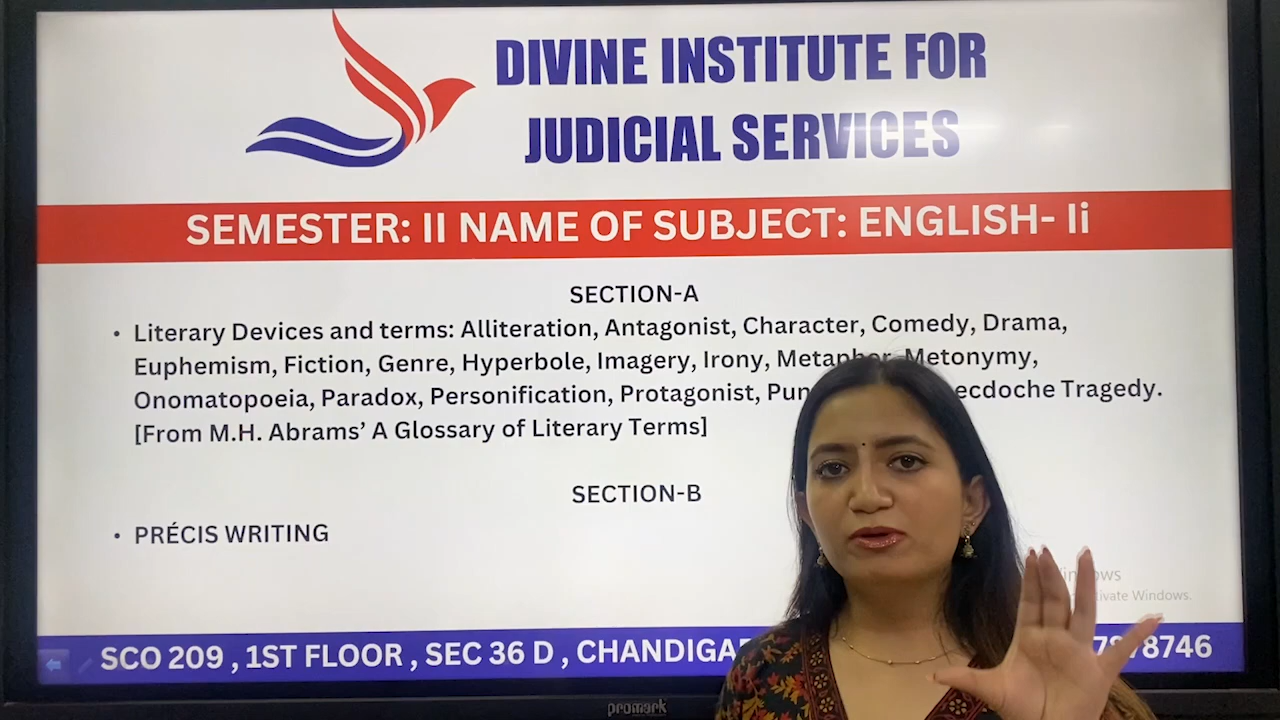 DIVINE INSTITUTE FOR
JUDICIAL SERVICES
SEMESTER: II NAME OF SUBJECT: ENGLISH- Ii
SECTION-A
• Literary Devices and terms: Alliteration, Antagonist, Character, Comedy, Drama,
Euphemism, Fiction, Genre, Hyperbole, Imagery, Irony, Metaphor, Metonymy,
Onomatopoeia, Paradox, Personification, Protagonist, Pun Tragedy.
[From M.H. Abrams’ A Glossary of Literary Terms]
SECTION-B
• PRÉCIS WRITING
Windows.
SCO 209 , 1ST FLOOR , SEC 36 D , 8746
promark